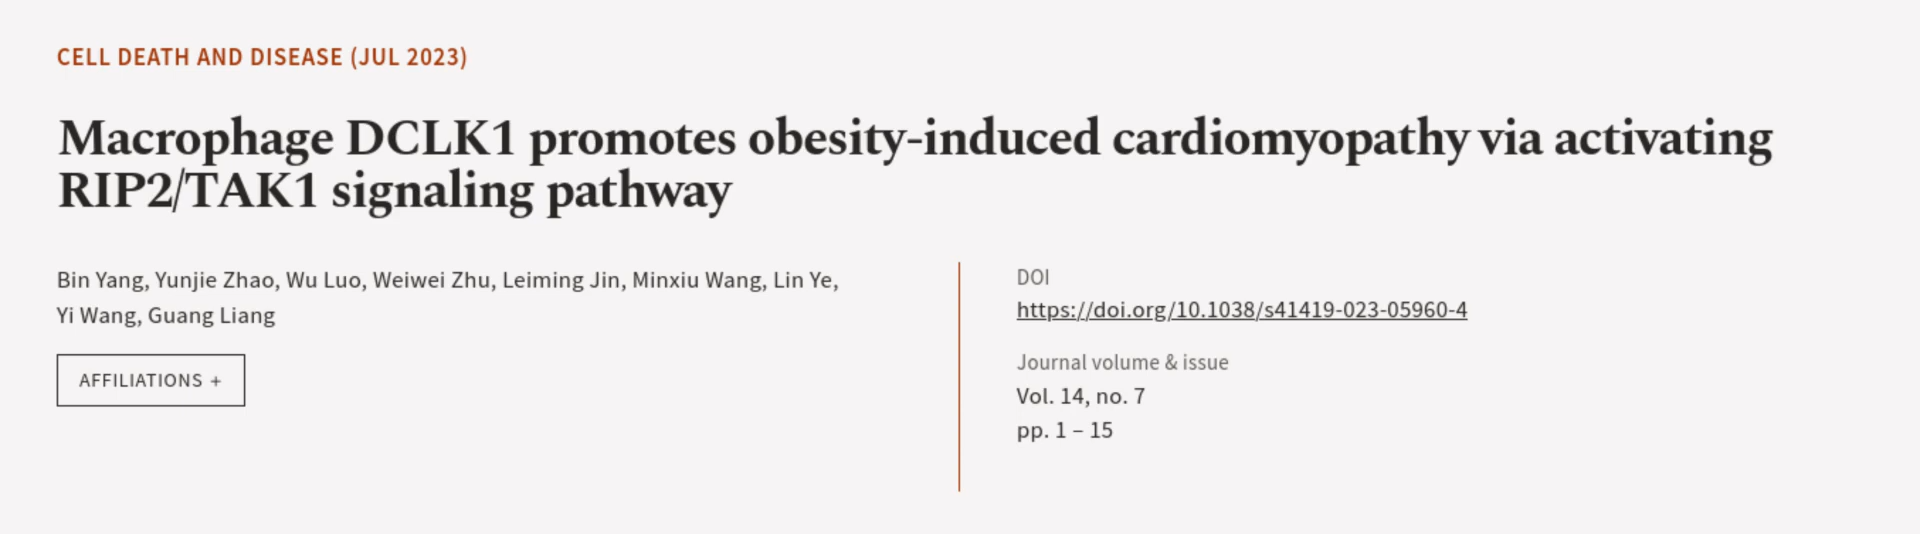 CELL DEATH AND DISEASE (JUL 2023)
Macrophage DCLK1 promotes obesity-induced cardiomyopathy via activating
RIP2/TAK1 signaling pathway
Bin Yang, Yunjie Zhao, Wu Luo, Weiwei Zhu, Leiming Jin, Minxiu Wang, Lin Ye,
Yi Wang, Guang Liang
AFFILIATIONS +
DOI
https://doi.org/10.1038/s41419-023-05960-4
Journal volume & issue
Vol. 14, no. 7
pp. 1 – 15